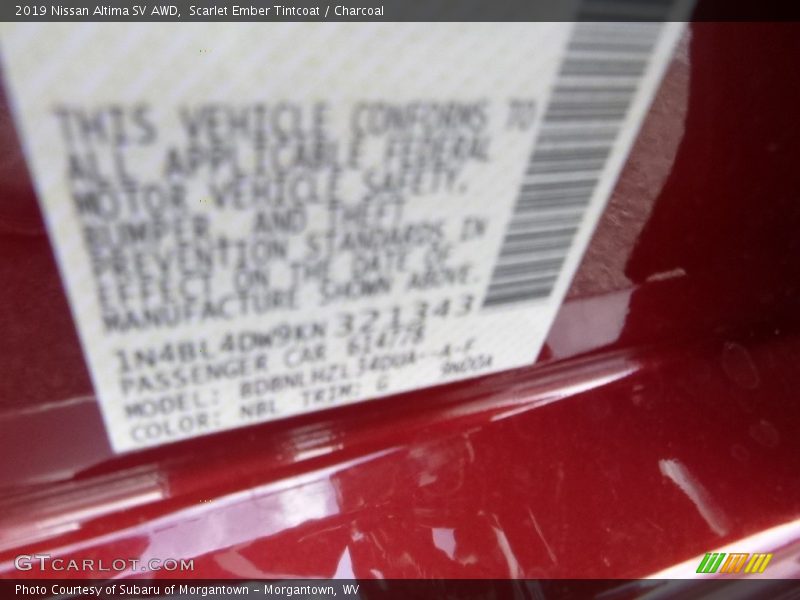 2019 Nissan Altima SV AWD, Scarlet Ember Tintcoat / Charcoal
THIS VEHICLE CONFORMS TO
ALL APPLICABLE FEDERAL
MOTOR VEHICLE SAFETY,
BUMPER, AND THEFT
PREVENTION STANDARDS IN
EFFECT ON THE DATE OF
MANUFACTURE SHOWN ABOVE.
1N4BL4DW9KN321343
PASSENGER CAR 614778
MODEL:
COLOR: NBL TRIM: G
GTCARLOT.COM
Photo Courtesy of Subaru of Morgantown - Morgantown, WV